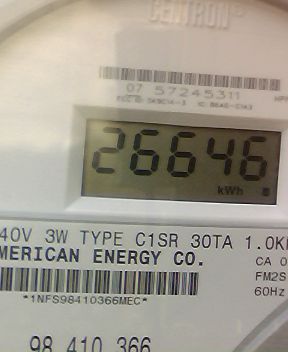 CENTRON®
07 57245311
26646
kWh
40V 3W TYPE C1SR 30TA 1.0K
MERICAN ENERGY CO.
CA 0
FM2S
60Hz
*1NFS98410366MEC*
98 410 366